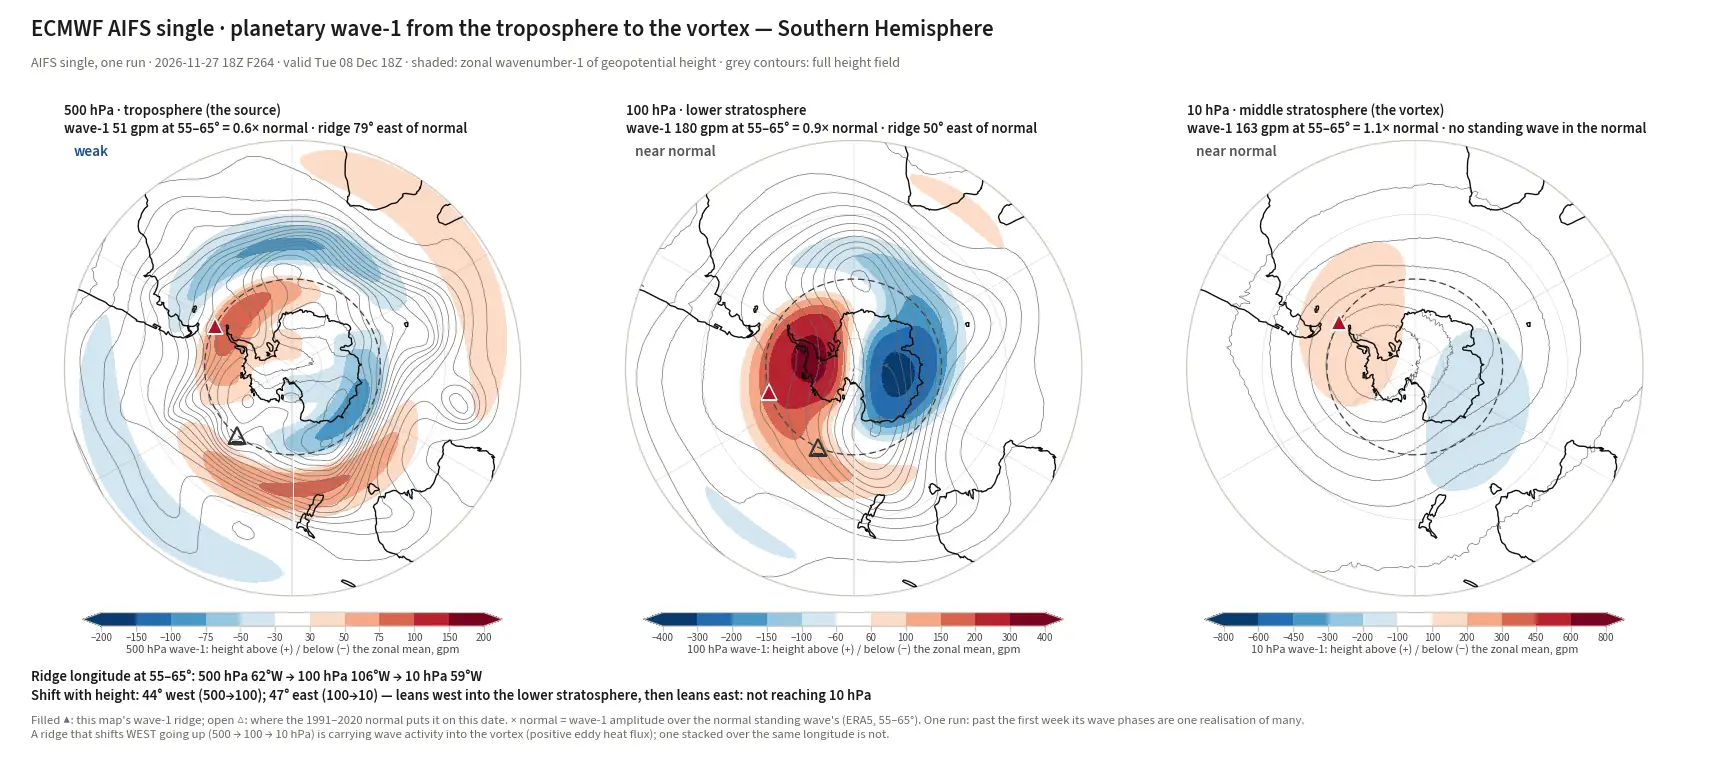 ECMWF AIFS single · planetary wave-1 from the troposphere to the vortex — Southern Hemisphere
AIFS single, one run · 2026-11-27 18Z F264 · valid Tue 08 Dec 18Z · shaded: zonal wavenumber-1 of geopotential height · grey contours: full height field
500 hPa · troposphere (the source)
wave-1 51 gpm at 55–65° = 0.6× normal · ridge 79° east of normal
weak
100 hPa · lower stratosphere
wave-1 180 gpm at 55–65° = 0.9× normal · ridge 50° east of normal
near normal
10 hPa · middle stratosphere (the vortex)
wave-1 163 gpm at 55–65° = 1.1× normal · no standing wave in the normal
near normal
−200 −150 −100 −75 −50 −30 30 50 75 100 150 200
500 hPa wave-1: height above (+) / below (−) the zonal mean, gpm
−400 −300 −200 −150 −100 −60 60 100 150 200 300 400
100 hPa wave-1: height above (+) / below (−) the zonal mean, gpm
−800 −600 −450 −300 −200 −100 100 200 300 450 600 800
10 hPa wave-1: height above (+) / below (−) the zonal mean, gpm
Ridge longitude at 55–65°: 500 hPa 62°W → 100 hPa 106°W → 10 hPa 59°W
Shift with height: 44° west (500→100); 47° east (100→10) — leans west into the lower stratosphere, then leans east: not reaching 10 hPa
Filled ▲: this map's wave-1 ridge; open △: where the 1991–2020 normal puts it on this date. × normal = wave-1 amplitude over the normal standing wave's (ERA5, 55–65°). One run: past the first week its wave phases are one realisation of many.
A ridge that shifts WEST going up (500 → 100 → 10 hPa) is carrying wave activity into the vortex (positive eddy heat flux); one stacked over the same longitude is not.